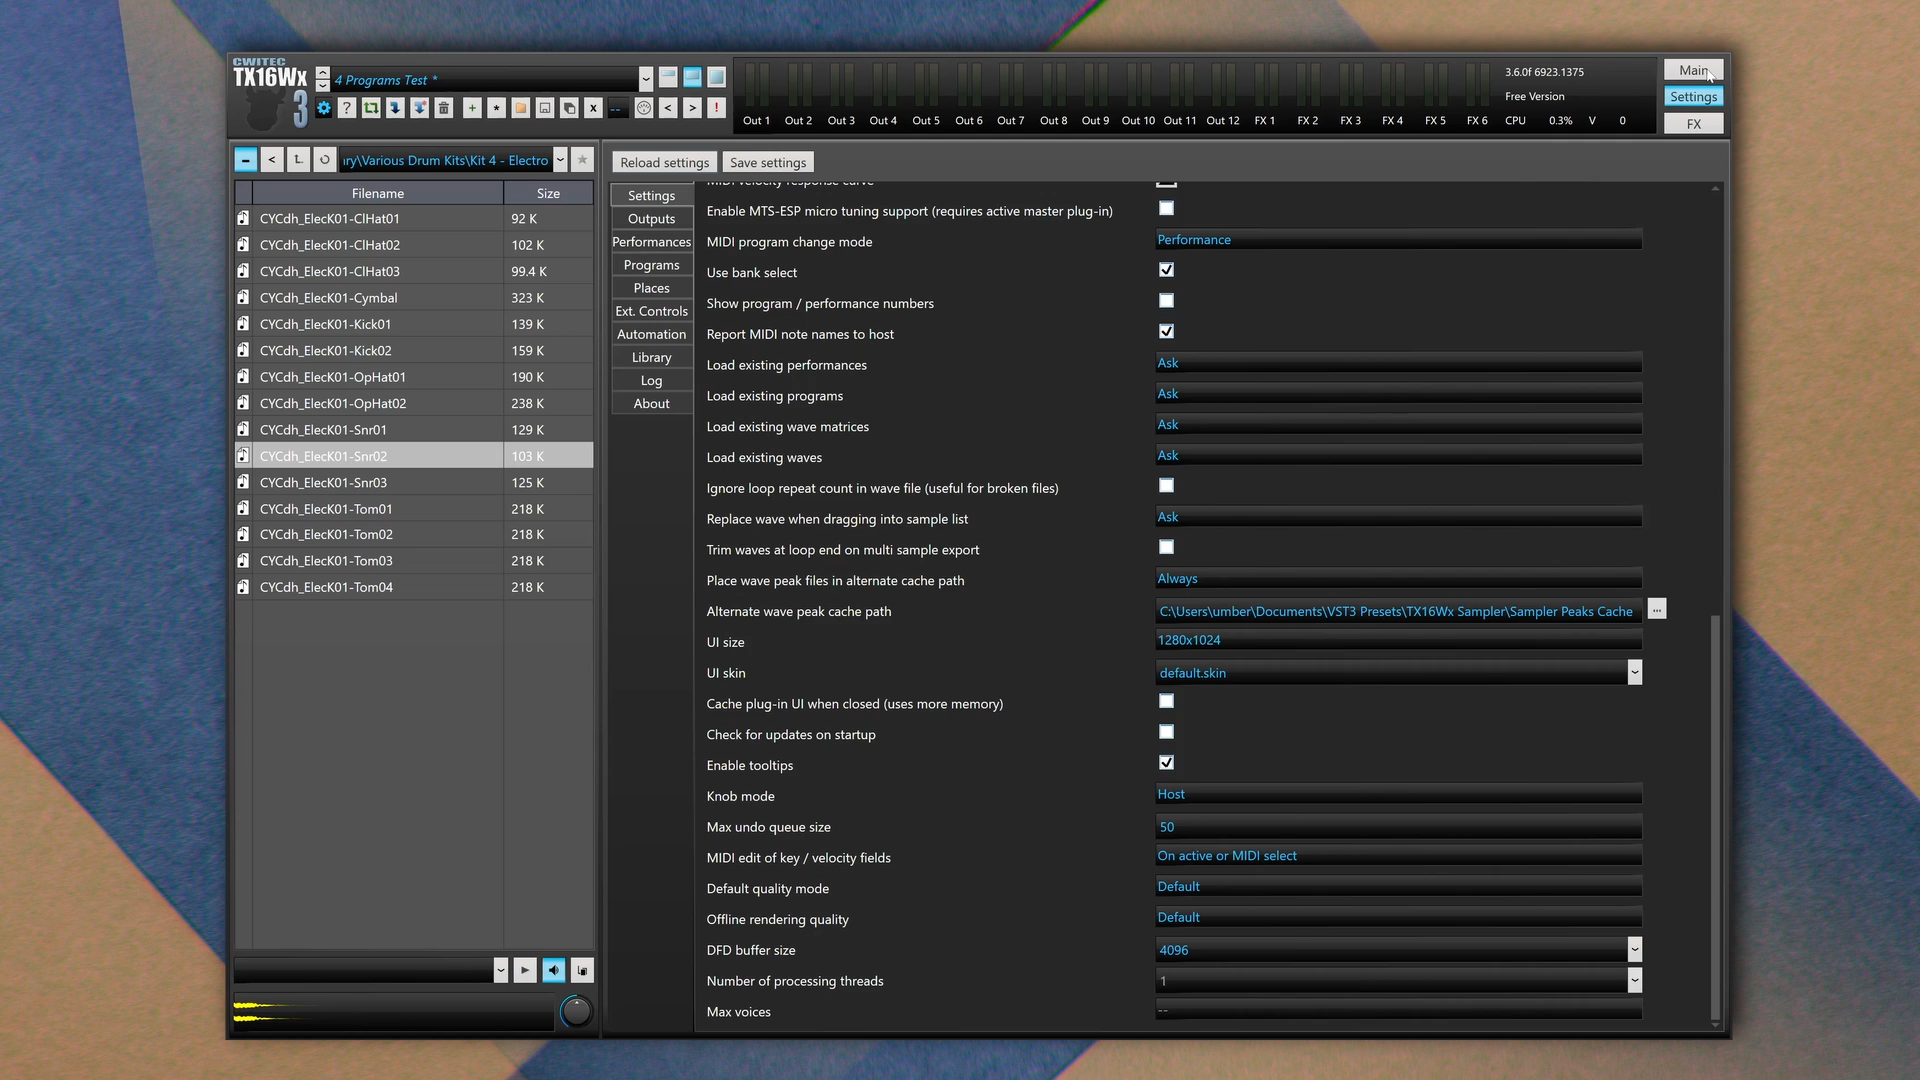 CWITEC
TX16Wx
3
4 Programs Test *
? + * x -- < > !
Out 1 Out 2 Out 3 Out 4 Out 5 Out 6 Out 7 Out 8 Out 9 Out 10 Out 11 Out 12 FX 1 FX 2 FX 3 FX 4 FX 5 FX 6
3.6.0f 6923.1375
Free Version
CPU 0.3% V 0
Main
Settings
FX
ıry\Various Drum Kits\Kit 4 - Electro
Filename Size
CYCdh_ElecK01-ClHat01 92 K
CYCdh_ElecK01-ClHat02 102 K
CYCdh_ElecK01-ClHat03 99.4 K
CYCdh_ElecK01-Cymbal 323 K
CYCdh_ElecK01-Kick01 139 K
CYCdh_ElecK01-Kick02 159 K
CYCdh_ElecK01-OpHat01 190 K
CYCdh_ElecK01-OpHat02 238 K
CYCdh_ElecK01-Snr01 129 K
CYCdh_ElecK01-Snr02 103 K
CYCdh_ElecK01-Snr03 125 K
CYCdh_ElecK01-Tom01 218 K
CYCdh_ElecK01-Tom02 218 K
CYCdh_ElecK01-Tom03 218 K
CYCdh_ElecK01-Tom04 218 K
Reload settings Save settings
Settings
Outputs
Performances
Programs
Places
Ext. Controls
Automation
Library
Log
About
MIDI velocity response curve
Enable MTS-ESP micro tuning support (requires active master plug-in)
MIDI program change mode Performance
Use bank select
Show program / performance numbers
Report MIDI note names to host
Load existing performances Ask
Load existing programs Ask
Load existing wave matrices Ask
Load existing waves Ask
Ignore loop repeat count in wave file (useful for broken files)
Replace wave when dragging into sample list Ask
Trim waves at loop end on multi sample export
Place wave peak files in alternate cache path Always
Alternate wave peak cache path C:\Users\umber\Documents\VST3 Presets\TX16Wx Sampler\Sampler Peaks Cache ...
UI size 1280x1024
UI skin default.skin
Cache plug-in UI when closed (uses more memory)
Check for updates on startup
Enable tooltips
Knob mode Host
Max undo queue size 50
MIDI edit of key / velocity fields On active or MIDI select
Default quality mode Default
Offline rendering quality Default
DFD buffer size 4096
Number of processing threads 1
Max voices --